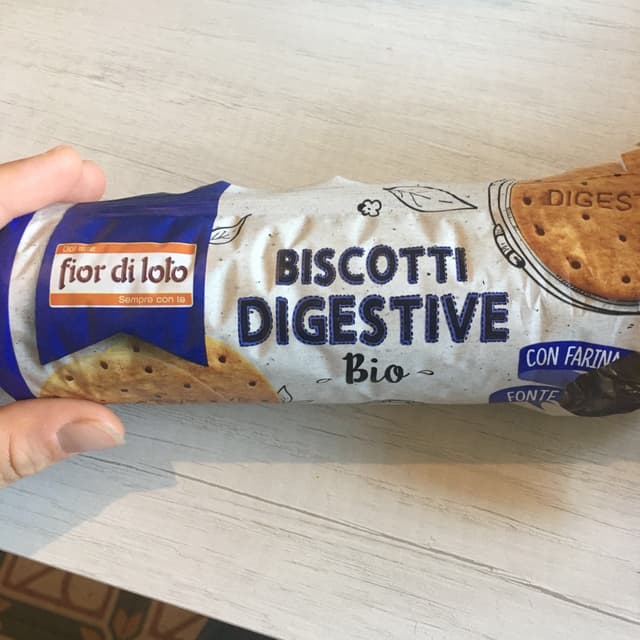 fior di loto
Sempre con te
BISCOTTI
DIGESTIVE
Bio
DIGES
CON FARINA
FONTE